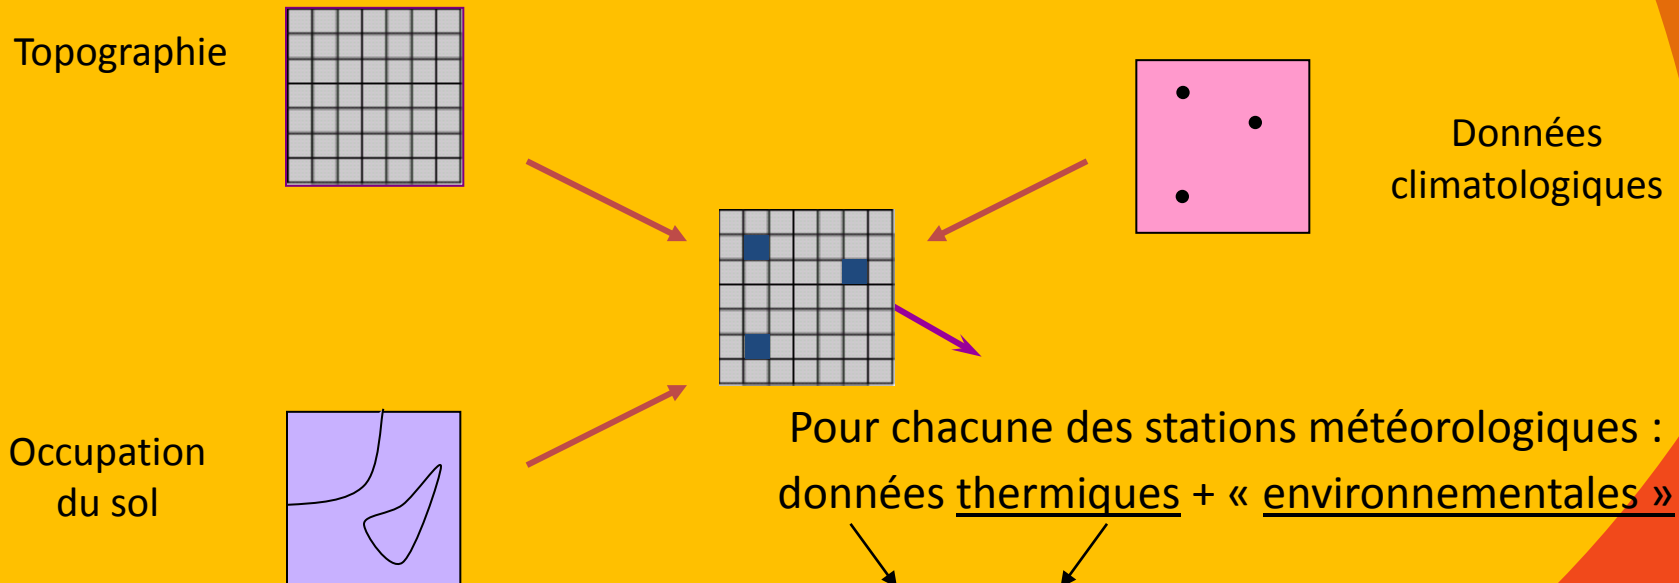 Topographie
Données
climatologiques
Occupation
du sol
Pour chacune des stations météorologiques :
données thermiques + « environnementales »